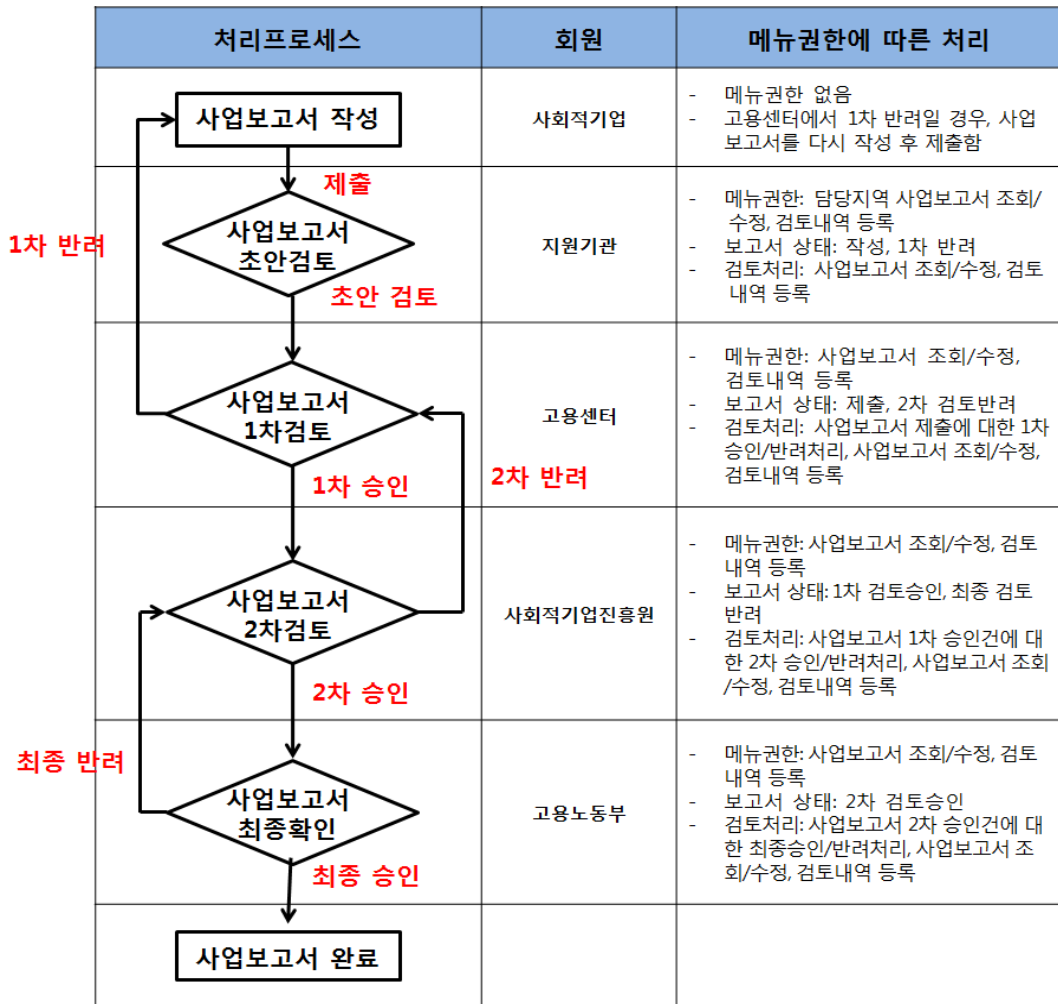 처리프로세스
회원
메뉴권한에 따른 처리
사업보고서 작성
사회적기업
- 메뉴권한 없음
- 고용센터에서 1차 반려일 경우, 사업
보고서를 다시 작성 후 제출함
제출
1차 반려
사업보고서
초안검토
지원기관
- 메뉴권한: 담당지역 사업보고서 조회/
수정, 검토내역 등록
- 보고서 상태: 작성, 1차 반려
- 검토처리: 사업보고서 조회/수정, 검토
내역 등록
초안 검토
사업보고서
1차검토
고용센터
- 메뉴권한: 사업보고서 조회/수정,
검토내역 등록
- 보고서 상태: 제출, 2차 검토반려
- 검토처리: 사업보고서 제출에 대한 1차
승인/반려처리, 사업보고서 조회/수정,
검토내역 등록
1차 승인
2차 반려
사업보고서
2차검토
사회적기업진흥원
- 메뉴권한: 사업보고서 조회/수정, 검토
내역 등록
- 보고서 상태: 1차 검토승인, 최종 검토
반려
- 검토처리: 사업보고서 1차 승인건에 대
한 2차 승인/반려처리, 사업보고서 조회
/수정, 검토내역 등록
2차 승인
최종 반려
사업보고서
최종확인
고용노동부
- 메뉴권한: 사업보고서 조회/수정, 검토
내역 등록
- 보고서 상태: 2차 검토승인
- 검토처리: 사업보고서 2차 승인건에 대
한 최종승인/반려처리, 사업보고서 조
회/수정, 검토내역 등록
최종 승인
사업보고서 완료